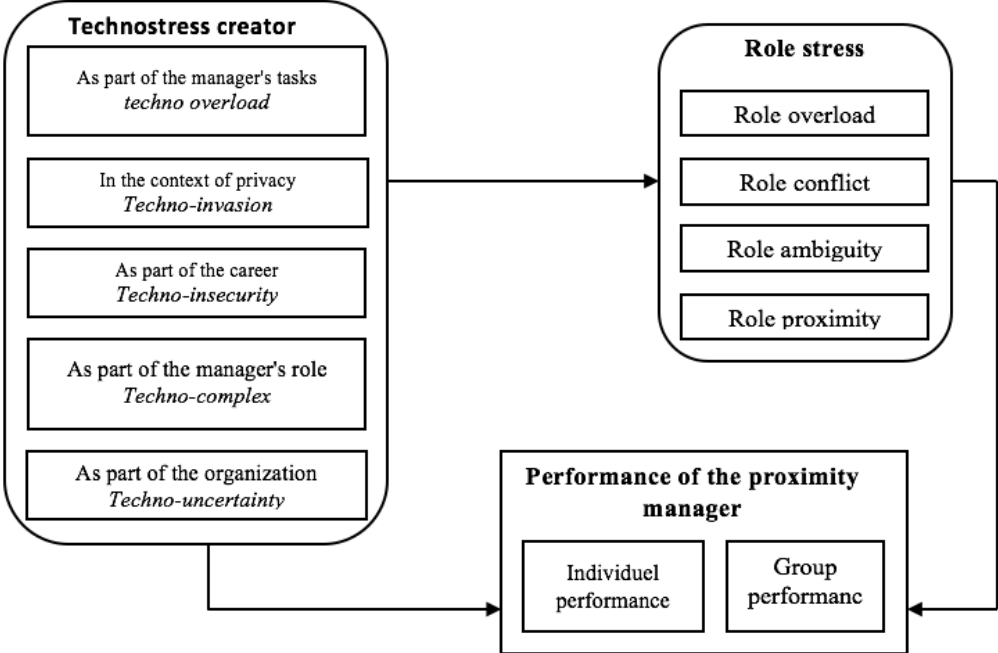 Technostress creator
As part of the manager's tasks
techno overload
In the context of privacy
Techno-invasion
As part of the career
Techno-insecurity
As part of the manager's role
Techno-complex
As part of the organization
Techno-uncertainty
Role stress
Role overload
Role conflict
Role ambiguity
Role proximity
Performance of the proximity
manager
Individuel
performance
Group
performanc